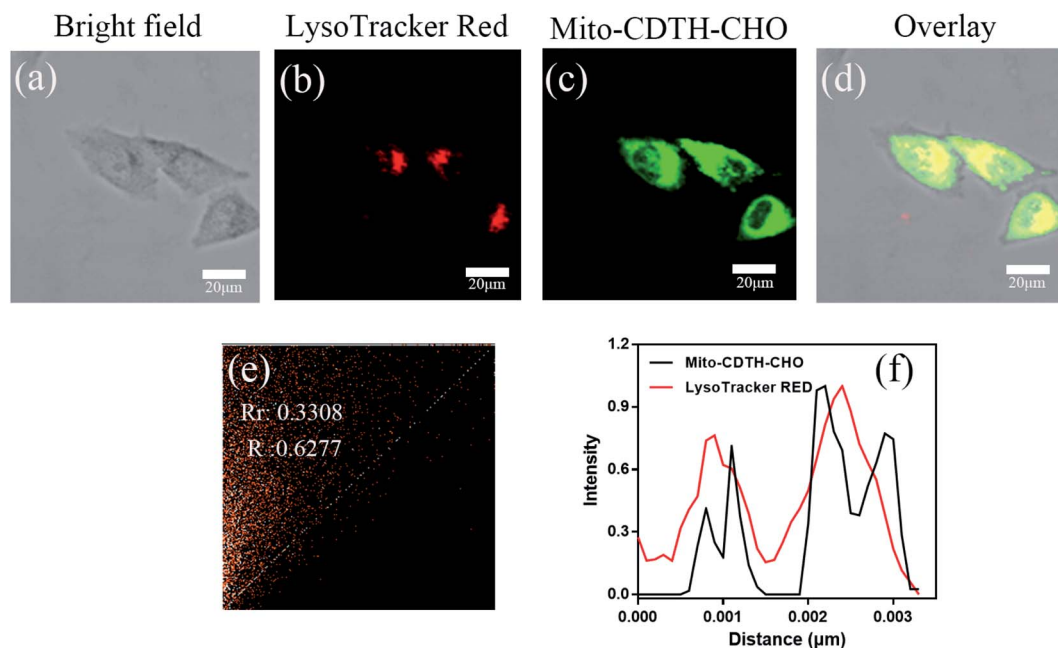 Bright field
LysoTracker Red
Mito-CDTH-CHO
Overlay
(a)
(b)
(c)
(d)
20μm
20μm
20μm
20μm
(e)
Rr: 0.3308
R :0.6277
(f)
Mito-CDTH-CHO
LysoTracker RED
1.2
0.9
0.6
0.3
0.0
Intensity
0.000
0.001
0.002
0.003
Distance (μm)